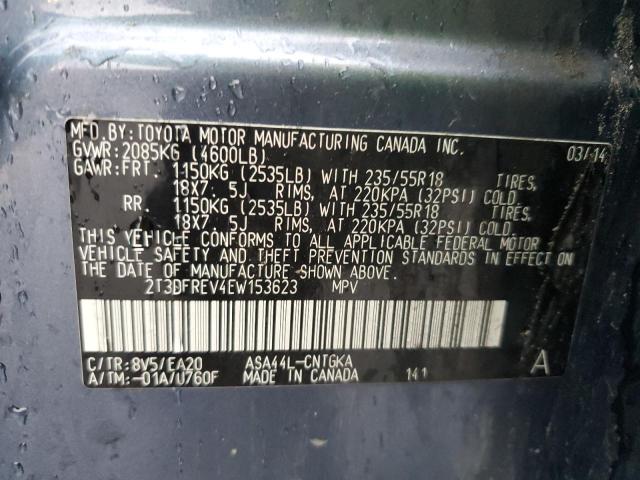 MFD.BY:TOYOTA MOTOR MANUFACTURING CANADA INC.
GVWR:2085KG (4600LB) 03/14
GAWR:FRT. 1150KG (2535LB) WITH 235/55R18 TIRES,
18X7. 5J RIMS, AT 220KPA (32PSI) COLD
RR. 1150KG (2535LB) WITH 235/55R18 TIRES,
18X7. 5J RIMS, AT 220KPA (32PSI) COLD
THIS VEHICLE CONFORMS TO ALL APPLICABLE FEDERAL MOTOR
VEHICLE SAFETY AND THEFT PREVENTION STANDARDS IN EFFECT ON
THE DATE OF MANUFACTURE SHOWN ABOVE.
2T3DFREV4EW153623 MPV
C/TR:8V5/EA20 ASA44L-CNTGKA A
A/TM:-01A/U760F MADE IN CANADA 141